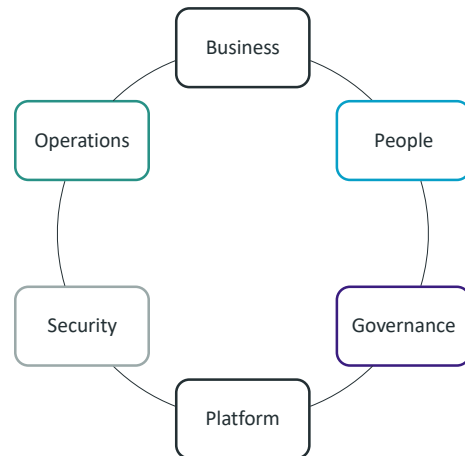 Business
Operations
People
Security
Governance
Platform